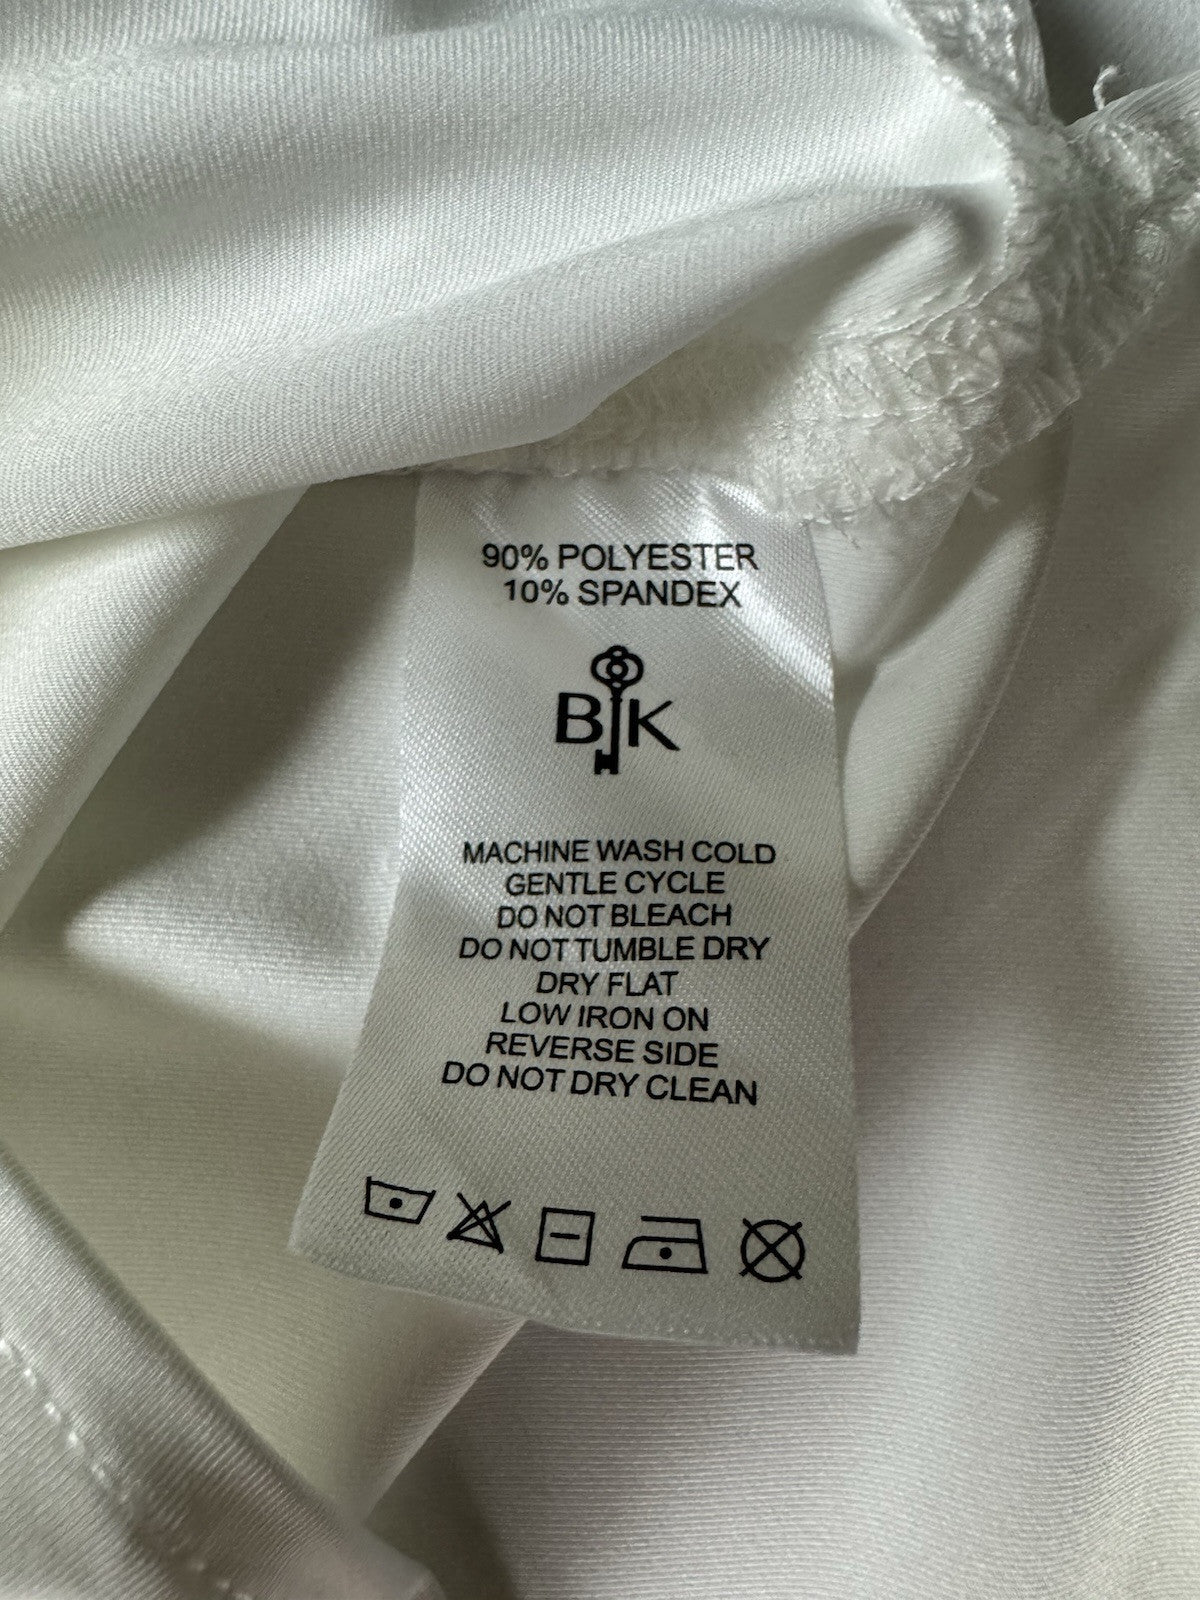 90% POLYESTER
10% SPANDEX
BK
MACHINE WASH COLD
GENTLE CYCLE
DO NOT BLEACH
DO NOT TUMBLE DRY
DRY FLAT
LOW IRON ON
REVERSE SIDE
DO NOT DRY CLEAN